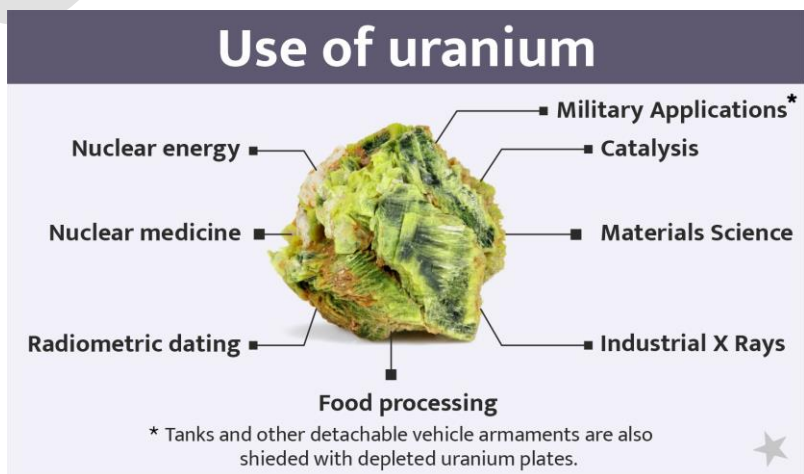 Use of uranium
Military Applications*
Nuclear energy
Catalysis
Nuclear medicine
Materials Science
Radiometric dating
Industrial X Rays
Food processing
* Tanks and other detachable vehicle armaments are also
shieded with depleted uranium plates.